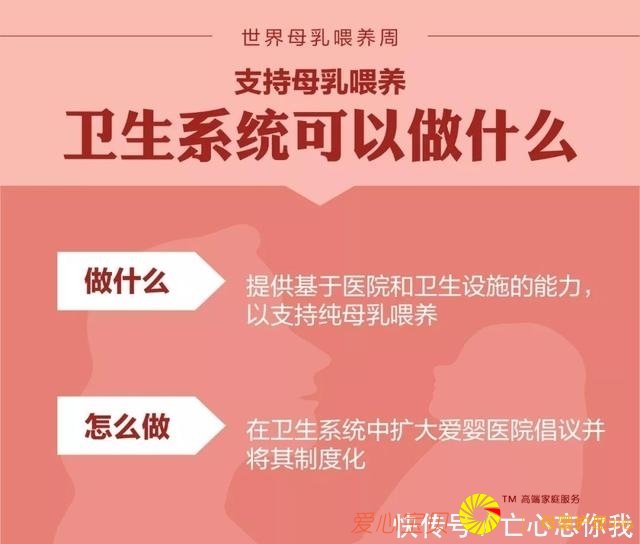 世界母乳喂养周
支持母乳喂养
卫生系统可以做什么
做什么
提供基于医院和卫生设施的能力，
以支持纯母乳喂养
怎么做
在卫生系统中扩大爱婴医院倡议并
将其制度化
TM 高端家庭服务
爱心宝贝
快传号
亡心忘你我